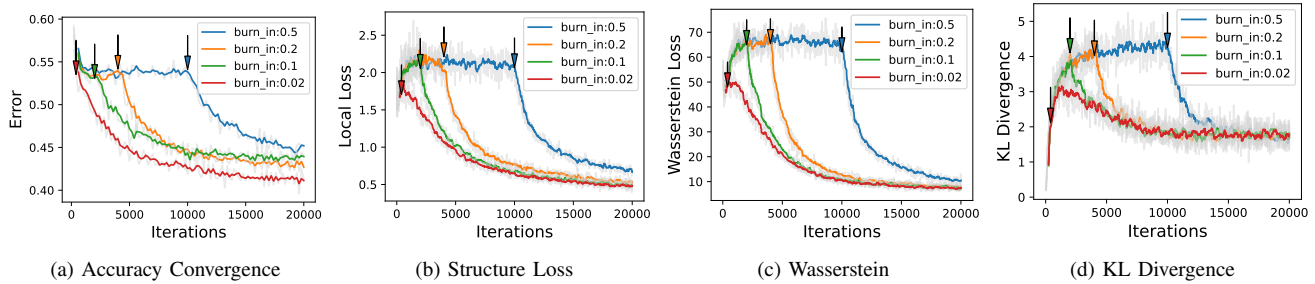 0.60
0.55
0.50
0.45
0.40
Error
0 5000 10000 15000 20000
Iterations
burn_in:0.5
burn_in:0.2
burn_in:0.1
burn_in:0.02
(a) Accuracy Convergence
2.5
2.0
1.5
1.0
0.5
Local Loss
0 5000 10000 15000 20000
Iterations
burn_in:0.5
burn_in:0.2
burn_in:0.1
burn_in:0.02
(b) Structure Loss
70
60
50
40
30
20
10
Wasserstein Loss
0 5000 10000 15000 20000
Iterations
burn_in:0.5
burn_in:0.2
burn_in:0.1
burn_in:0.02
(c) Wasserstein
5
4
3
2
1
0
KL Divergence
0 5000 10000 15000 20000
Iterations
burn_in:0.5
burn_in:0.2
burn_in:0.1
burn_in:0.02
(d) KL Divergence